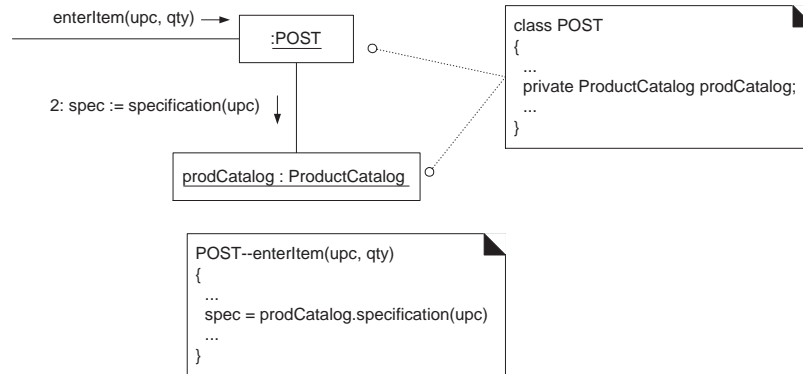 enterItem(upc, qty)
:POST
2: spec := specification(upc)
prodCatalog : ProductCatalog
class POST
{
...
private ProductCatalog prodCatalog;
...
}
POST--enterItem(upc, qty)
{
...
spec = prodCatalog.specification(upc)
...
}